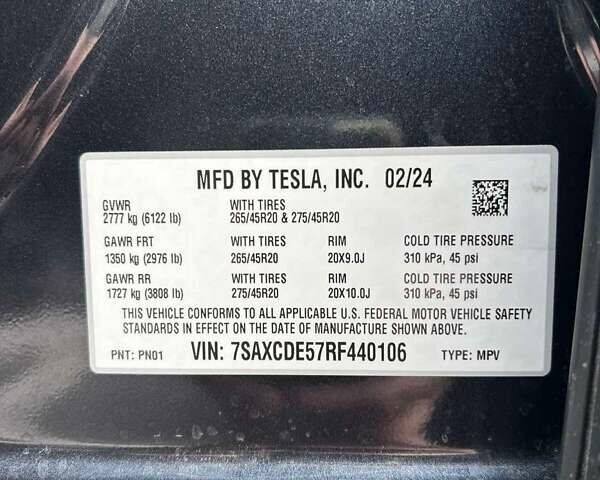 MFD BY TESLA, INC. 02/24
GVWR WITH TIRES
2777 kg (6122 lb) 265/45R20 & 275/45R20
GAWR FRT WITH TIRES RIM COLD TIRE PRESSURE
1350 kg (2976 lb) 265/45R20 20X9.0J 310 kPa, 45 psi
GAWR RR WITH TIRES RIM COLD TIRE PRESSURE
1727 kg (3808 lb) 275/45R20 20X10.0J 310 kPa, 45 psi
THIS VEHICLE CONFORMS TO ALL APPLICABLE U.S. FEDERAL MOTOR VEHICLE SAFETY
STANDARDS IN EFFECT ON THE DATE OF MANUFACTURE SHOWN ABOVE.
PNT: PN01 VIN: 7SAXCDE57RF440106 TYPE: MPV